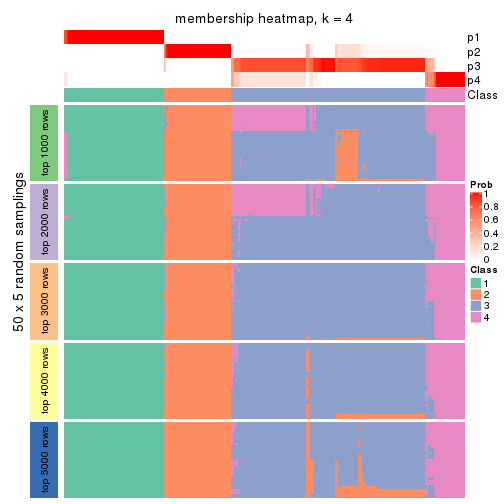 membership heatmap, k = 4
p1
p2
p3
p4
Class
50 x 5 random samplings
top 1000 rows
top 2000 rows
top 3000 rows
top 4000 rows
top 5000 rows
Prob
1
0.8
0.6
0.4
0.2
0
Class
1
2
3
4